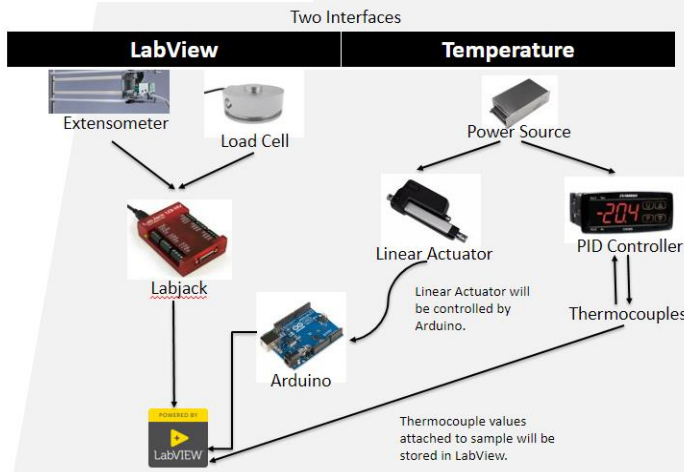 Two Interfaces
LabView
Temperature
Extensometer
Load Cell
Power Source
Labjack
Linear Actuator
-20.4
PID Controller
Linear Actuator will
be controlled by
Arduino.
Thermocouples
Arduino
POWERED BY
LabVIEW
Thermocouple values
attached to sample will be
stored in LabView.